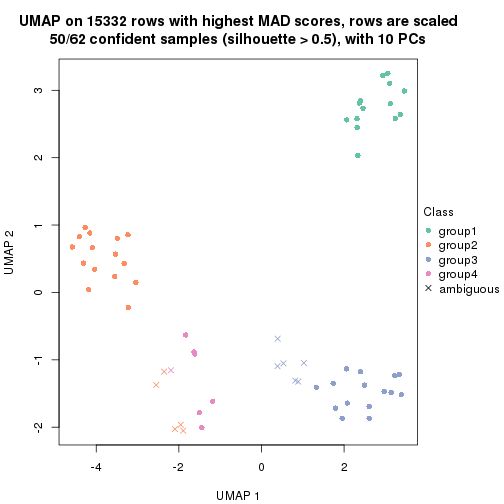 UMAP on 15332 rows with highest MAD scores, rows are scaled
50/62 confident samples (silhouette > 0.5), with 10 PCs
3
2
1
0
-1
-2
UMAP 2
-4
-2
0
2
UMAP 1
Class
group1
group2
group3
group4
ambiguous